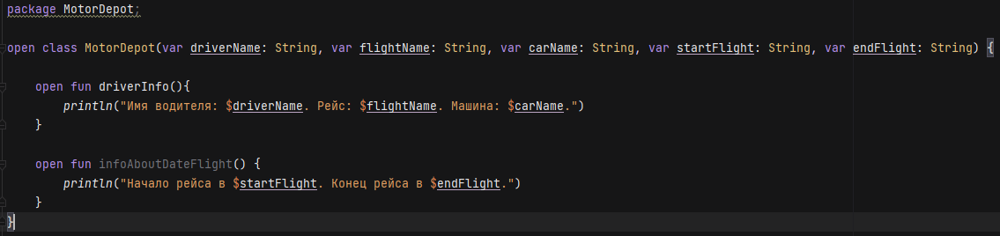 package MotorDepot;
open class MotorDepot(var driverName: String, var flightName: String, var carName: String, var startFlight: String, var endFlight: String) {
open fun driverInfo(){
println("Имя водителя: $driverName. Рейс: $flightName. Машина: $carName.")
}
open fun infoAboutDateFlight() {
println("Начало рейса в $startFlight. Конец рейса в $endFlight.")
}
}